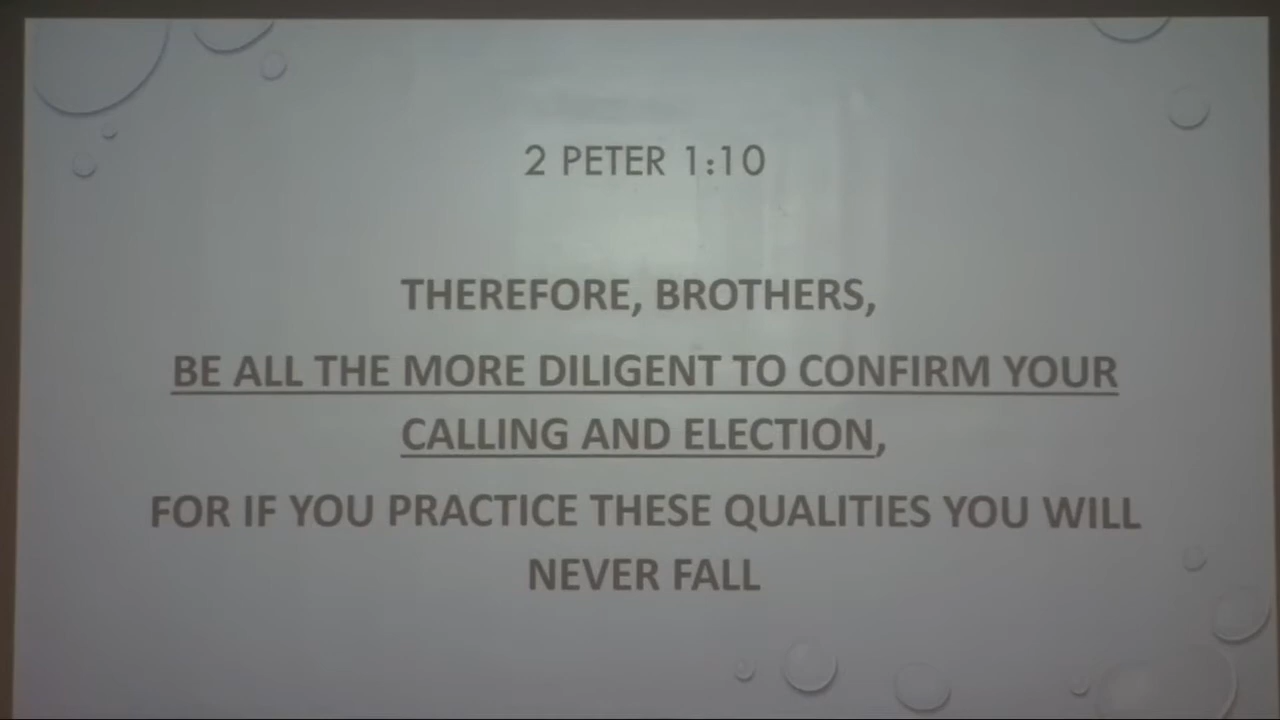 2 PETER 1:10
THEREFORE, BROTHERS,
BE ALL THE MORE DILIGENT TO CONFIRM YOUR
CALLING AND ELECTION,
FOR IF YOU PRACTICE THESE QUALITIES YOU WILL
NEVER FALL